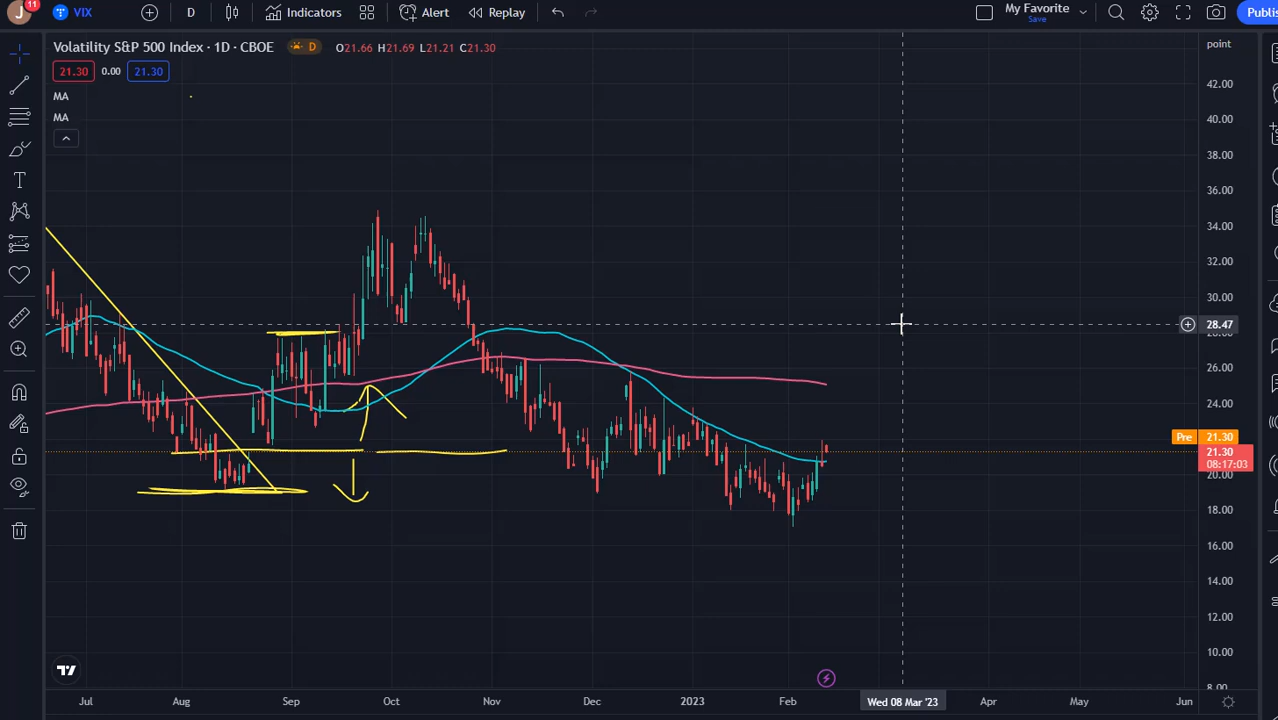 J 11 VIX D Indicators Alert Replay My Favorite Save Publis
Volatility S&P 500 Index · 1D · CBOE D O21.66 H21.69 L21.21 C21.30 point
21.30 0.00 21.30
MA
MA
42.00
40.00
38.00
36.00
34.00
32.00
30.00
28.47
28.00
26.00
24.00
Pre 21.30
21.30
08:17:03
20.00
18.00
16.00
14.00
12.00
10.00
8.00
Jul Aug Sep Oct Nov Dec 2023 Feb Wed 08 Mar '23 Apr May Jun